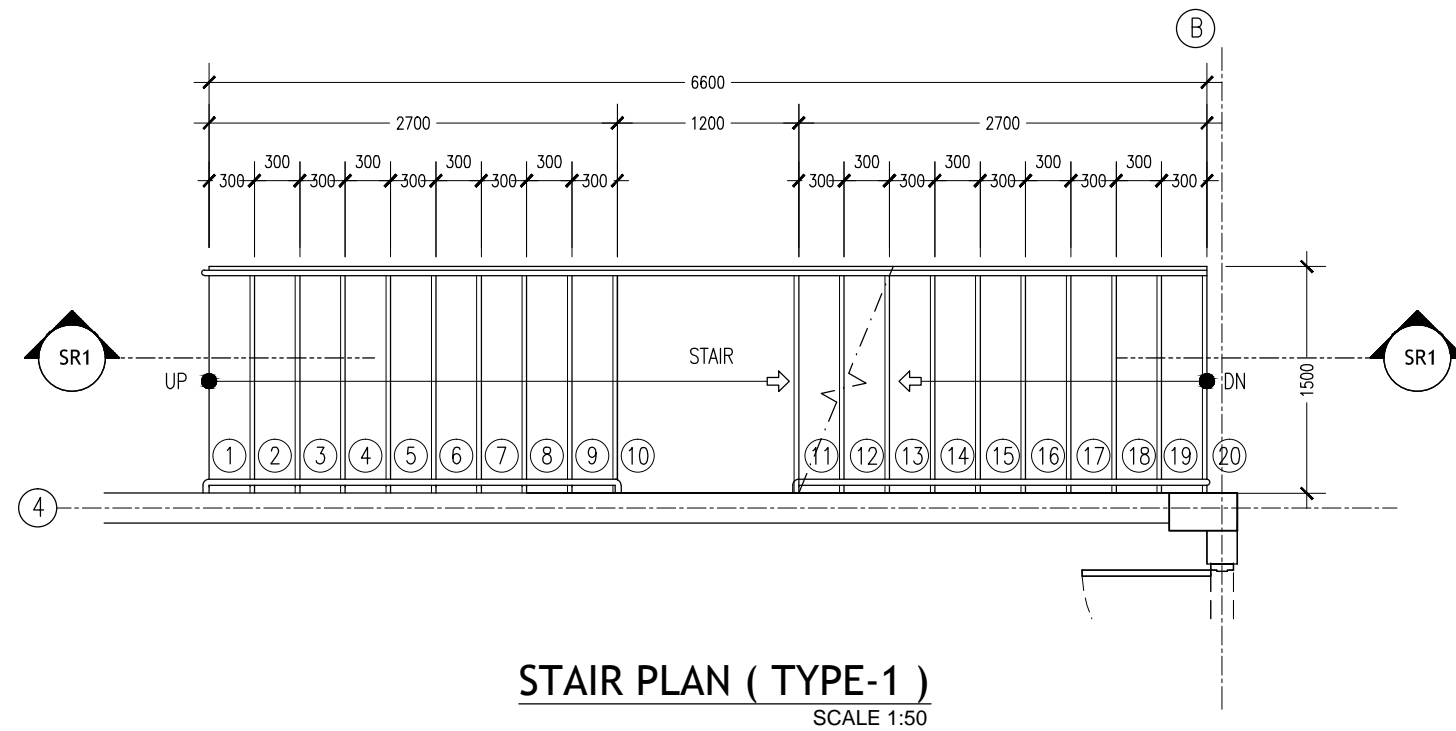 B
6600
2700 1200 2700
300 300 300 300 300 300 300 300
300 300 300 300 300 300 300 300 300 300
SR1 STAIR SR1
UP DN
1500
1 2 3 4 5 6 7 8 9 10 11 12 13 14 15 16 17 18 19 20
4
STAIR PLAN ( TYPE-1 )
SCALE 1:50